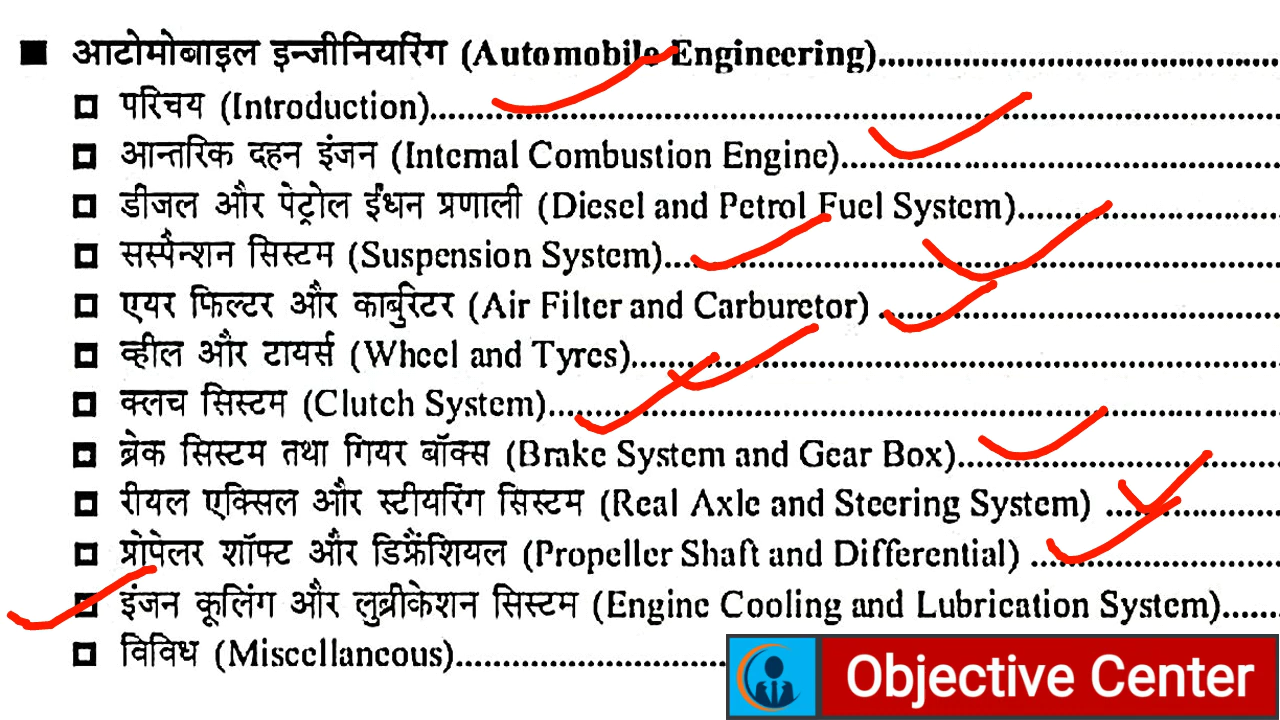 ■ आटोमोबाइल इन्जीनियरिंग (Automobile Engineering)........................................
परिचय (Introduction)........................................
आन्तरिक दहन इंजन (Internal Combustion Engine)........................................
डीजल और पेट्रोल ईंधन प्रणाली (Diesel and Petrol Fuel System)........................................
सस्पैन्शन सिस्टम (Suspension System)........................................
एयर फिल्टर और कार्बुरेटर (Air Filter and Carburetor) ........................................
व्हील और टायर्स (Wheel and Tyres)........................................
क्लच सिस्टम (Clutch System)........................................
ब्रेक सिस्टम तथा गियर बॉक्स (Brake System and Gear Box)........................................
रीयल एक्सिल और स्टीयरिंग सिस्टम (Real Axle and Steering System) ....................
प्रोपेलर शॉफ्ट और डिफ्रैंशियल (Propeller Shaft and Differential) ....................
इंजन कूलिंग और लुब्रीकेशन सिस्टम (Engine Cooling and Lubrication System)......
विविध (Miscellaneous)..............................
Objective Center